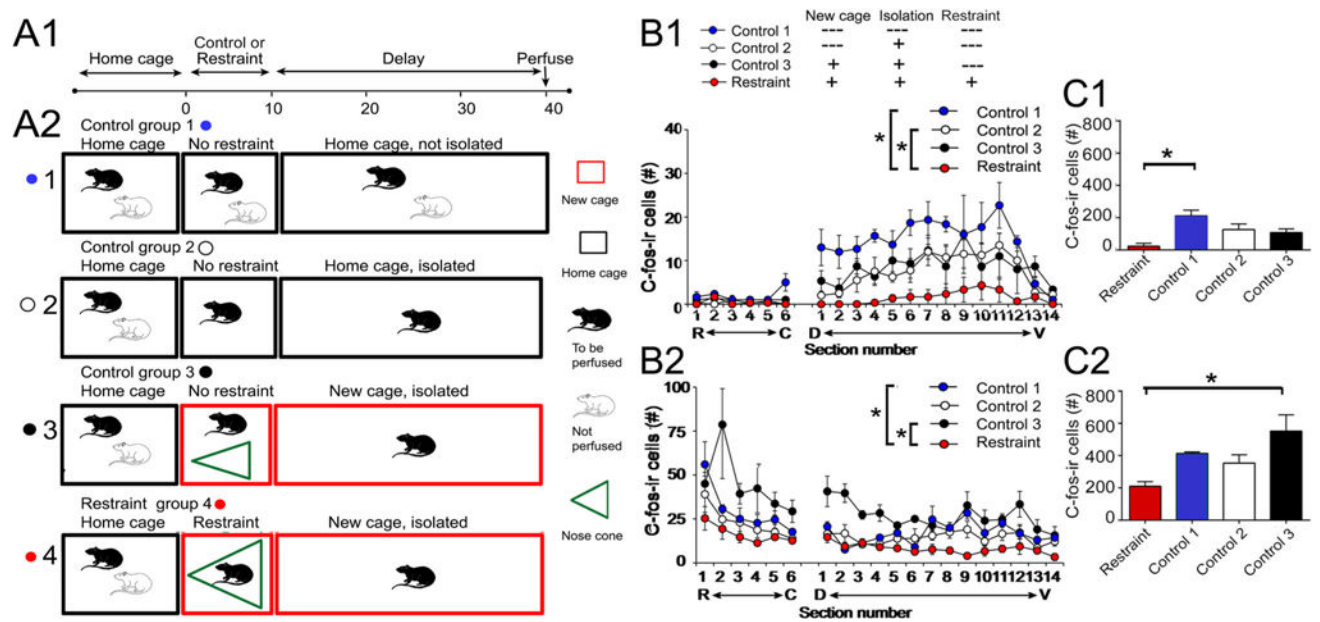 A1
Home cage
Control or
Restraint
Delay
Perfuse
0 10 20 30 40
A2
Control group 1
Home cage No restraint Home cage, not isolated
1
Control group 2
Home cage No restraint Home cage, isolated
2
Control group 3
Home cage No restraint New cage, isolated
3
Restraint group 4
Home cage Restraint New cage, isolated
4
New cage
Home cage
To be
perfused
Not
perfused
Nose cone
B1
New cage Isolation Restraint
Control 1 --- --- ---
Control 2 --- + ---
Control 3 + + ---
Restraint + + +
* *
Control 1
Control 2
Control 3
Restraint
C-fos-ir cells (#)
40
30
20
10
0
1 2 3 4 5 6 1 2 3 4 5 6 7 8 9 10 11 12 13 14
R C D V
Section number
B2
* *
Control 1
Control 2
Control 3
Restraint
C-fos-ir cells (#)
100
75
50
25
0
1 2 3 4 5 6 1 2 3 4 5 6 7 8 9 10 11 12 13 14
R C D V
Section number
C1
C-fos-ir cells (#)
800
600
400
200
0
*
Restraint Control 1 Control 2 Control 3
C2
C-fos-ir cells (#)
800
600
400
200
0
*
Restraint Control 1 Control 2 Control 3